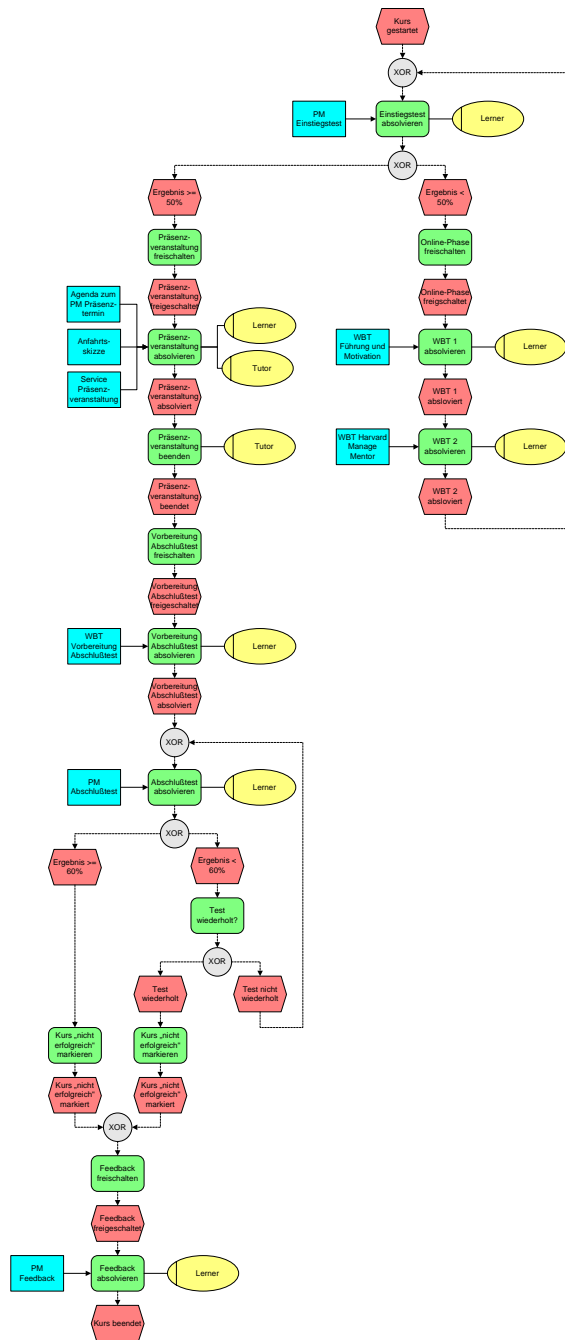 Kurs
gestartet
XOR
PM
Einstiegstest
Einstiegstest
absolvieren
Lerner
XOR
Ergebnis >=
50%
Ergebnis <
50%
Präsenz-
veranstaltung
freischalten
Online-Phase
freischalten
Präsenz-
veranstaltung
freigeschaltet
Online-Phase
freigschaltet
Agenda zum
PM Präsenz-
termin
Anfahrts-
skizze
Service
Präsenz-
veranstaltung
Präsenz-
veranstaltung
absolvieren
Lerner
Tutor
WBT
Führung und
Motivation
WBT 1
absolvieren
Lerner
Präsenz-
veranstaltung
absolviert
WBT 1
absloviert
Präsenz-
veranstaltung
beenden
Tutor
WBT Harvard
Manage
Mentor
WBT 2
absolvieren
Lerner
Präsenz-
veranstaltung
beendet
WBT 2
absloviert
Vorbereitung
Abschlußtest
freischalten
Vorbereitung
Abschlußtest
freigeschaltet
WBT
Vorbereitung
Abschlußtest
Vorbereitung
Abschlußtest
absolvieren
Lerner
Vorbereitung
Abschlußtest
absolviert
XOR
PM
Abschlußtest
Abschlußtest
absolvieren
Lerner
XOR
Ergebnis >=
60%
Ergebnis <
60%
Test
wiederholt?
XOR
Test
wiederholt
Test nicht
wiederholt
Kurs „nicht
erfolgreich“
markieren
Kurs „nicht
erfolgreich“
markieren
Kurs „nicht
erfolgreich“
markiert
Kurs „nicht
erfolgreich“
markiert
XOR
Feedback
freischalten
Feedback
freigeschaltet
PM
Feedback
Feedback
absolvieren
Lerner
Kurs beendet